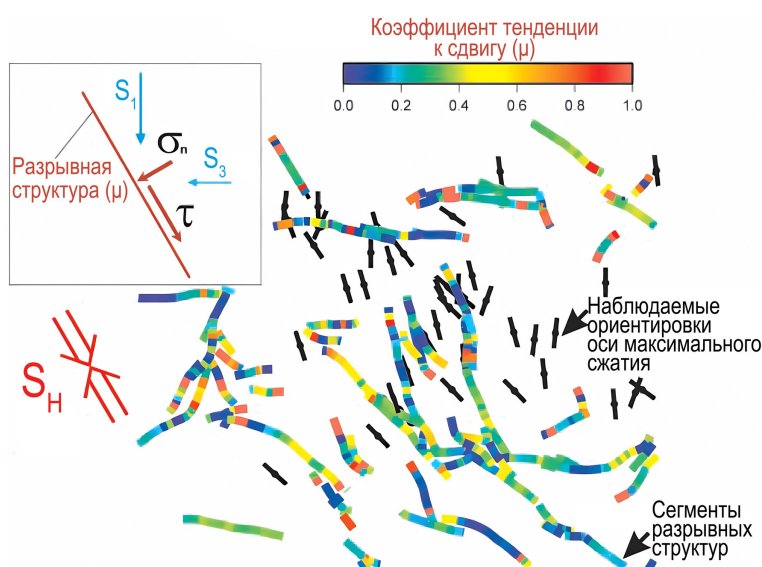 Коэффициент тенденции
к сдвигу (μ)
0.0 0.2 0.4 0.6 0.8 1.0
S1
σn
S3
Разрывная
структура (μ)
τ
Наблюдаемые
ориентировки
оси максимального
сжатия
SH
Сегменты
разрывных
структур